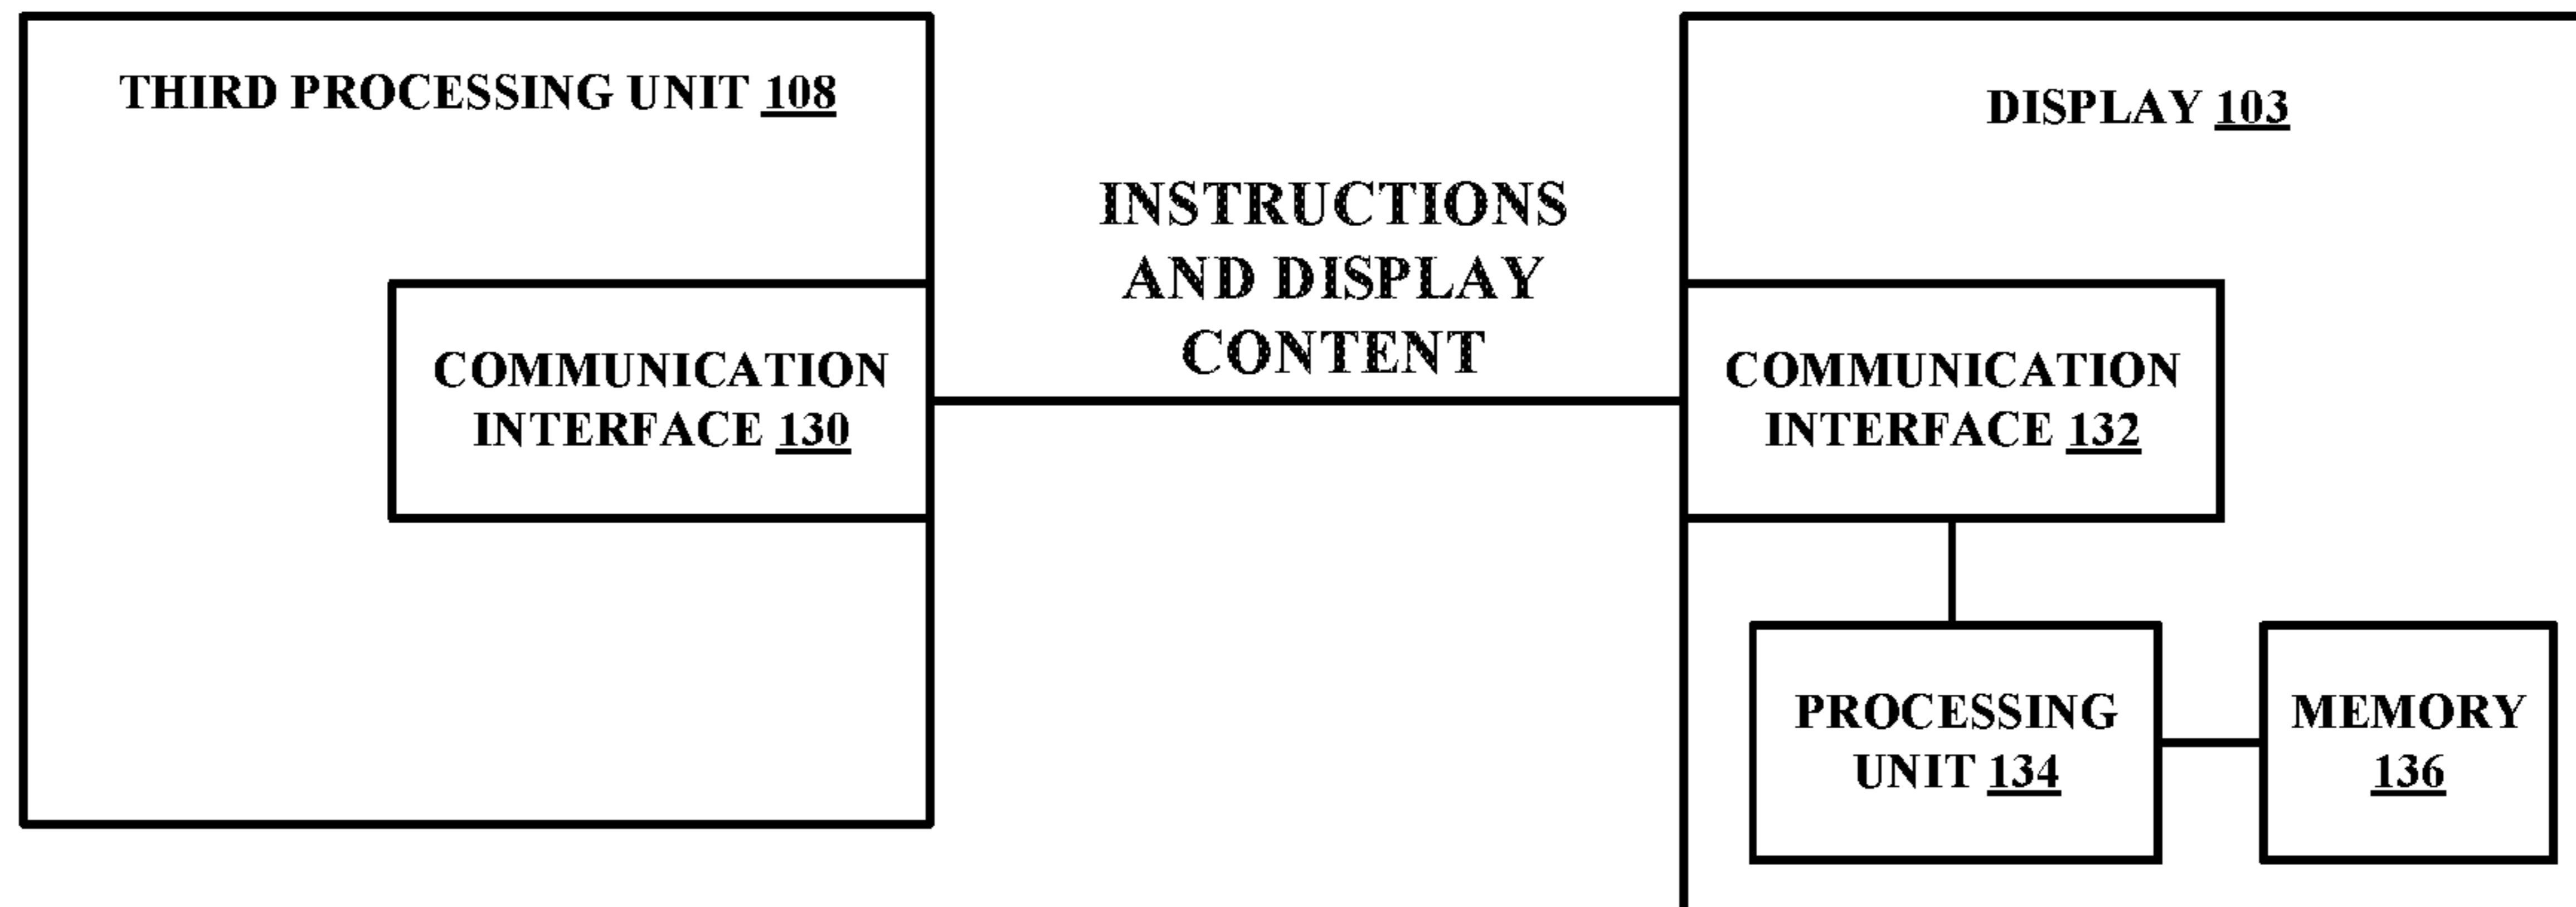 THIRD PROCESSING UNIT 108
COMMUNICATION
INTERFACE 130
INSTRUCTIONS
AND DISPLAY
CONTENT
DISPLAY 103
COMMUNICATION
INTERFACE 132
PROCESSING
UNIT 134
MEMORY
136